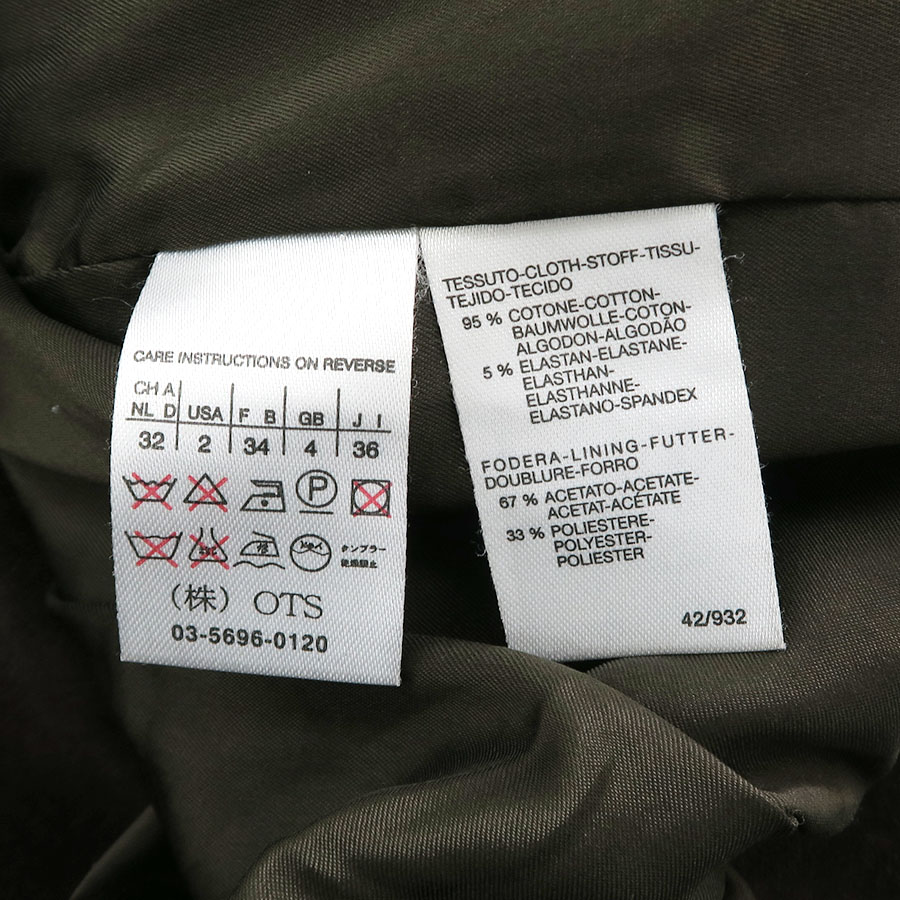 CARE INSTRUCTIONS ON REVERSE
CH A
NL D USA F B GB J I
32 2 34 4 36
P
タンブラー
乾燥禁止
(株) OTS
03-5696-0120
TESSUTO-CLOTH-STOFF-TISSU-
TEJIDO-TECIDO
95 % COTONE-COTTON-
BAUMWOLLE-COTON-
ALGODON-ALGODÃO
5 % ELASTAN-ELASTANE-
ELASTHAN-
ELASTHANNE-
ELASTANO-SPANDEX
FODERA-LINING-FUTTER-
DOUBLURE-FORRO
67 % ACETATO-ACETATE-
ACETAT-ACÉTATE
33 % POLIESTERE-
POLYESTER-
POLIESTER
42/932